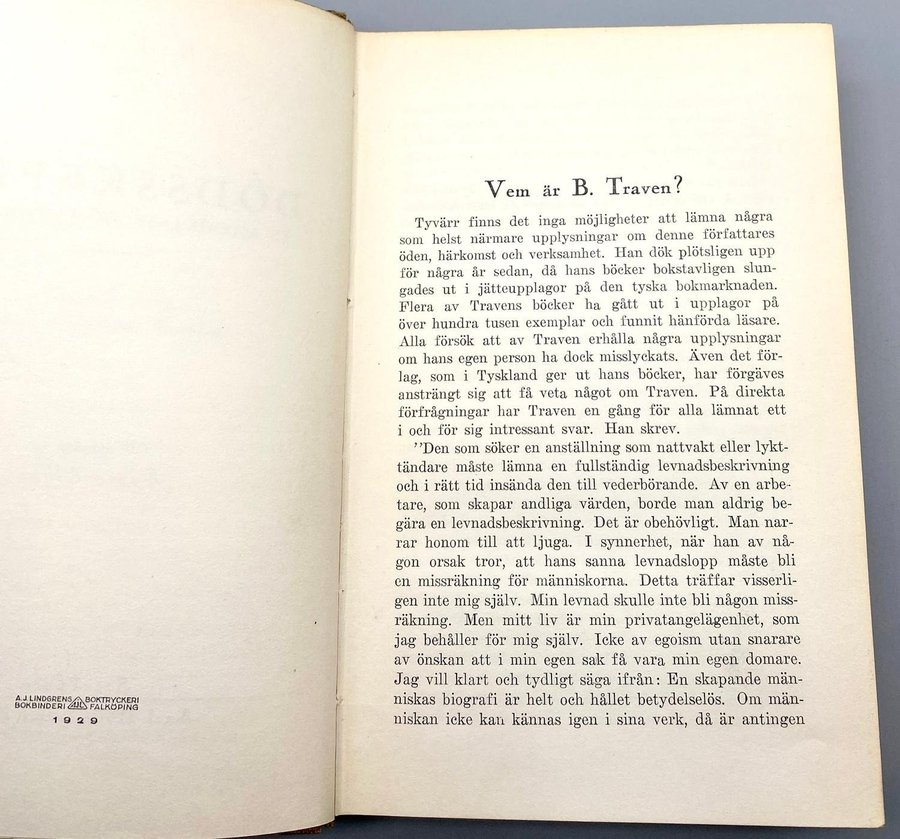 A.J. LINDGRENS BOKTRYCKERI
BOKBINDERI FALKÖPING
1929
Vem är B. Traven?
Tyvärr finns det inga möjligheter att lämna några
som helst närmare upplysningar om denne författares
öden, härkomst och verksamhet. Han dök plötsligen upp
för några år sedan, då hans böcker bokstavligen slun-
gades ut i jätteupplagor på den tyska bokmarknaden.
Flera av Travens böcker ha gått ut i upplagor på
över hundra tusen exemplar och funnit hänförda läsare.
Alla försök att av Traven erhålla några upplysningar
om hans egen person ha dock misslyckats. Även det för-
lag, som i Tyskland ger ut hans böcker, har förgäves
ansträngt sig att få veta något om Traven. På direkta
förfrågningar har Traven en gång för alla lämnat ett
i och för sig intressant svar. Han skrev.
”Den som söker en anställning som nattvakt eller lykt-
tändare måste lämna en fullständig levnadsbeskrivning
och i rätt tid insända den till vederbörande. Av en arbe-
tare, som skapar andliga värden, borde man aldrig be-
gära en levnadsbeskrivning. Det är obehövligt. Man nar-
rar honom till att ljuga. I synnerhet, när han av nå-
gon orsak tror, att hans sanna levnadslopp måste bli
en missräkning för människorna. Detta träffar visserli-
gen inte mig själv. Min levnad skulle inte bli någon miss-
räkning. Men mitt liv är min privatangelägenhet, som
jag behåller för mig själv. Icke av egoism utan snarare
av önskan att i min egen sak få vara min egen domare.
Jag vill klart och tydligt säga ifrån: En skapande män-
niskas biografi är helt och hållet betydelselös. Om män-
niskan icke kan kännas igen i sina verk, då är antingen